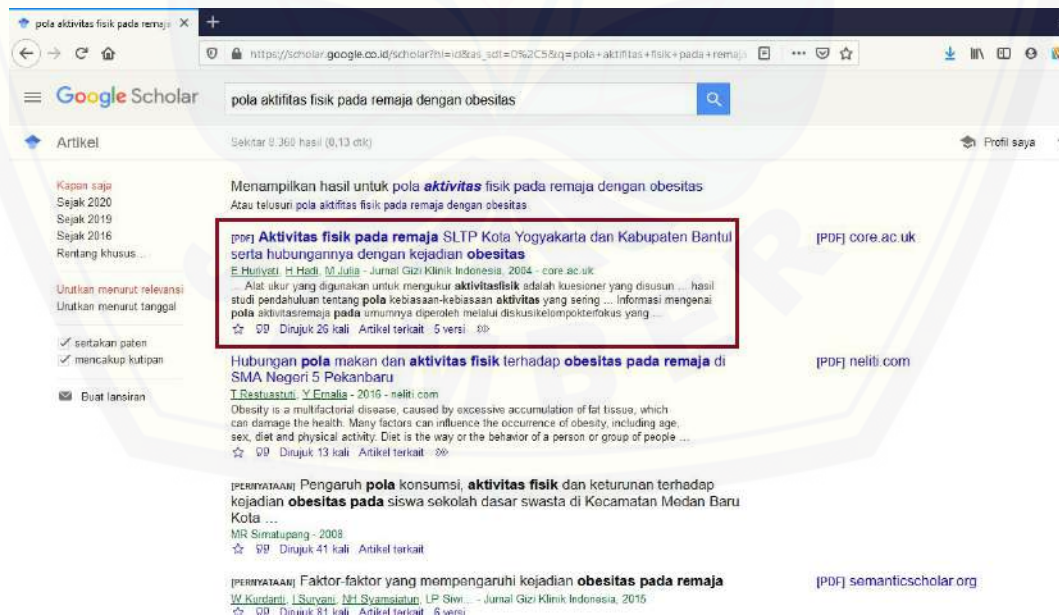 pola aktivitas fisik pada remaja
https://scholar.google.co.id/scholar?hl=id&as_sdt=0%2C5&q=pola+aktifitas+fisik+pada+remaja
Google Scholar
pola aktifitas fisik pada remaja dengan obesitas
Artikel
Sekitar 8.360 hasil (0,13 dtk)
Profil saya
Kapan saja
Sejak 2020
Sejak 2019
Sejak 2016
Rentang khusus...
Urutkan menurut relevansi
Urutkan menurut tanggal
sertakan paten
mencakup kutipan
Buat lansiran
Menampilkan hasil untuk pola aktivitas fisik pada remaja dengan obesitas
Atau telusuri pola aktifitas fisik pada remaja dengan obesitas
[PDF] Aktivitas fisik pada remaja SLTP Kota Yogyakarta dan Kabupaten Bantul
serta hubungannya dengan kejadian obesitas
E Huriyati, H Hadi, M Julia - Jurnal Gizi Klinik Indonesia, 2004 - core.ac.uk
... Alat ukur yang digunakan untuk mengukur aktivitasfisik adalah kuesioner yang disusun ... hasil
studi pendahuluan tentang pola kebiasaan-kebiasaan aktivitas yang sering ... Informasi mengenai
pola aktivitasremaja pada umumnya diperoleh melalui diskusikelompokterfokus yang ...
Dirujuk 26 kali Artikel terkait 5 versi
[PDF] core.ac.uk
Hubungan pola makan dan aktivitas fisik terhadap obesitas pada remaja di
SMA Negeri 5 Pekanbaru
T Restuastuti, Y Ernalia - 2016 - neliti.com
Obesity is a multifactorial disease, caused by excessive accumulation of fat tissue, which
can damage the health. Many factors can influence the occurrence of obesity, including age,
sex, diet and physical activity. Diet is the way or the behavior of a person or group of people ...
Dirujuk 13 kali Artikel terkait
[PDF] neliti.com
[PERNYATAAN] Pengaruh pola konsumsi, aktivitas fisik dan keturunan terhadap
kejadian obesitas pada siswa sekolah dasar swasta di Kecamatan Medan Baru
Kota ...
MR Simatupang - 2008
Dirujuk 41 kali Artikel terkait
[PERNYATAAN] Faktor-faktor yang mempengaruhi kejadian obesitas pada remaja
W Kurdanti, I Suryani, NH Syamsiatun, LP Siwi... - Jurnal Gizi Klinik Indonesia, 2015
Dirujuk 81 kali Artikel terkait 6 versi
[PDF] semanticscholar.org